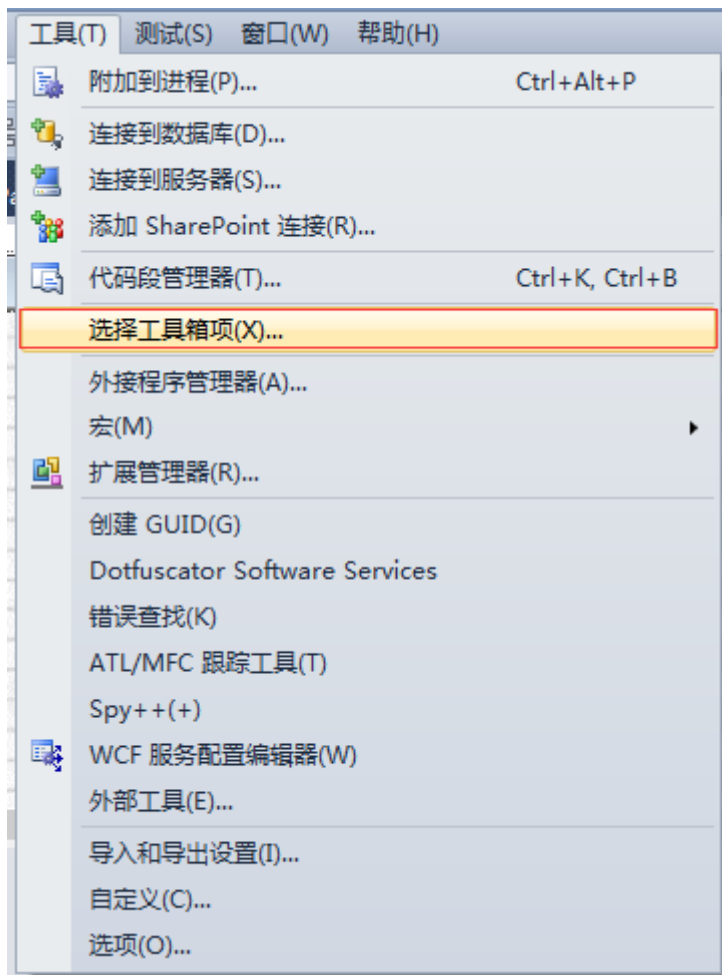 工具(T) 测试(S) 窗口(W) 帮助(H)
附加到进程(P)... Ctrl+Alt+P
连接到数据库(D)...
连接到服务器(S)...
添加 SharePoint 连接(R)...
代码段管理器(T)... Ctrl+K, Ctrl+B
选择工具箱项(X)...
外接程序管理器(A)...
宏(M)
扩展管理器(R)...
创建 GUID(G)
Dotfuscator Software Services
错误查找(K)
ATL/MFC 跟踪工具(T)
Spy++(+)
WCF 服务配置编辑器(W)
外部工具(E)...
导入和导出设置(I)...
自定义(C)...
选项(O)...